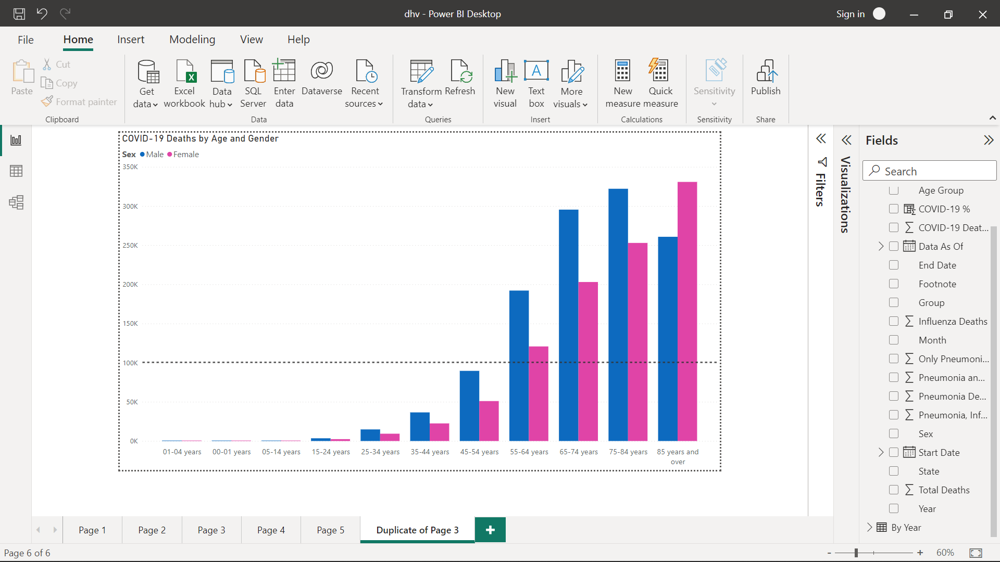 dhv - Power BI Desktop
Sign in
File Home Insert Modeling View Help
Paste
Cut
Copy
Format painter
Clipboard
Get data
Excel workbook
Data hub
SQL Server
Enter data
Dataverse
Recent sources
Data
Transform data
Refresh
Queries
New visual
A
Text box
More visuals
Insert
New measure
Quick measure
Calculations
Sensitivity
Sensitivity
Publish
Share
COVID-19 Deaths by Age and Gender
Sex Male Female
350K
300K
250K
200K
150K
100K
50K
0K
01-04 years 00-01 years 05-14 years 15-24 years 25-34 years 35-44 years 45-54 years 55-64 years 65-74 years 75-84 years 85 years and
over
Filters
Visualizations
Fields
Search
Age Group
COVID-19 %
COVID-19 Deat...
Data As Of
End Date
Footnote
Group
Influenza Deaths
Month
Only Pneumoni...
Pneumonia an...
Pneumonia De...
Pneumonia, Inf...
Sex
Start Date
State
Total Deaths
Year
By Year
Page 1 Page 2 Page 3 Page 4 Page 5 Duplicate of Page 3
Page 6 of 6
- + 60%